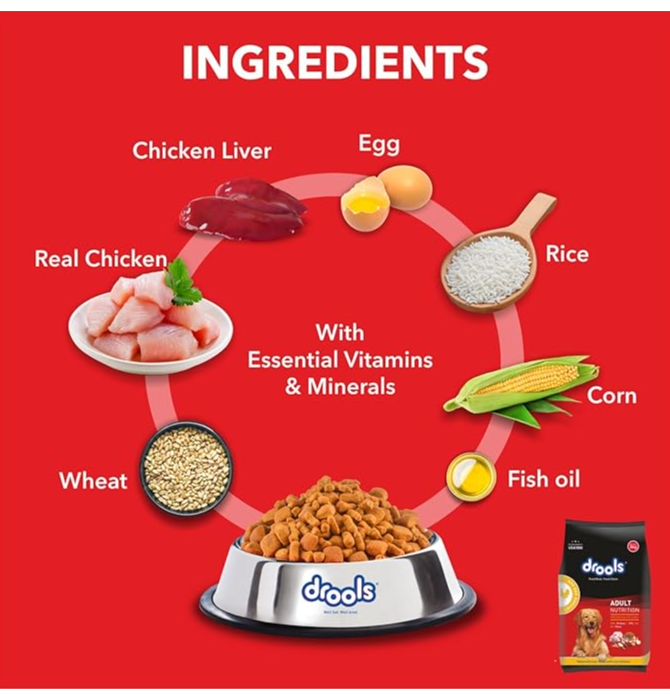 INGREDIENTS
Chicken Liver
Egg
Real Chicken
Rice
With
Essential Vitamins
& Minerals
Corn
Wheat
Fish oil
drools
drools
ADULT
NUTRITION